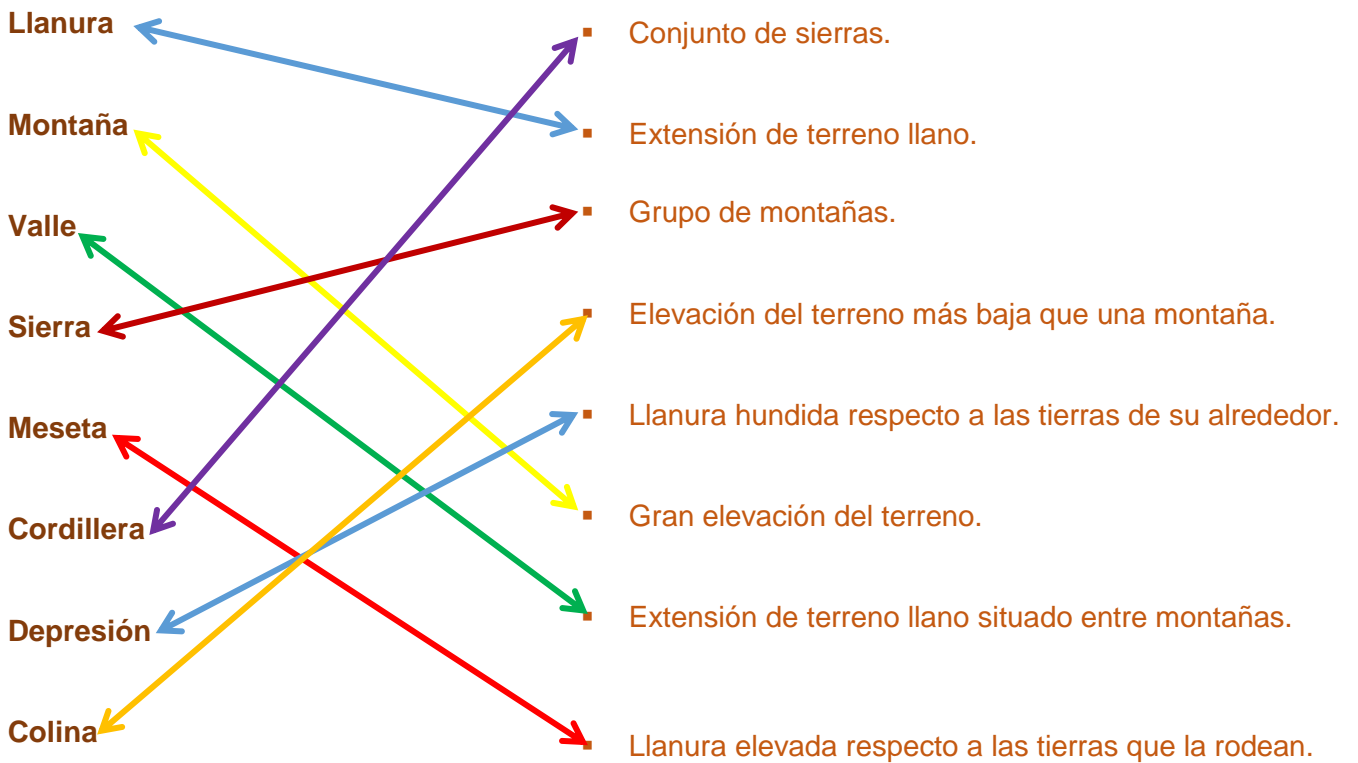 Llanura
Conjunto de sierras.
Montaña
Extensión de terreno llano.
Valle
Grupo de montañas.
Sierra
Elevación del terreno más baja que una montaña.
Meseta
Llanura hundida respecto a las tierras de su alrededor.
Cordillera
Gran elevación del terreno.
Depresión
Extensión de terreno llano situado entre montañas.
Colina
Llanura elevada respecto a las tierras que la rodean.